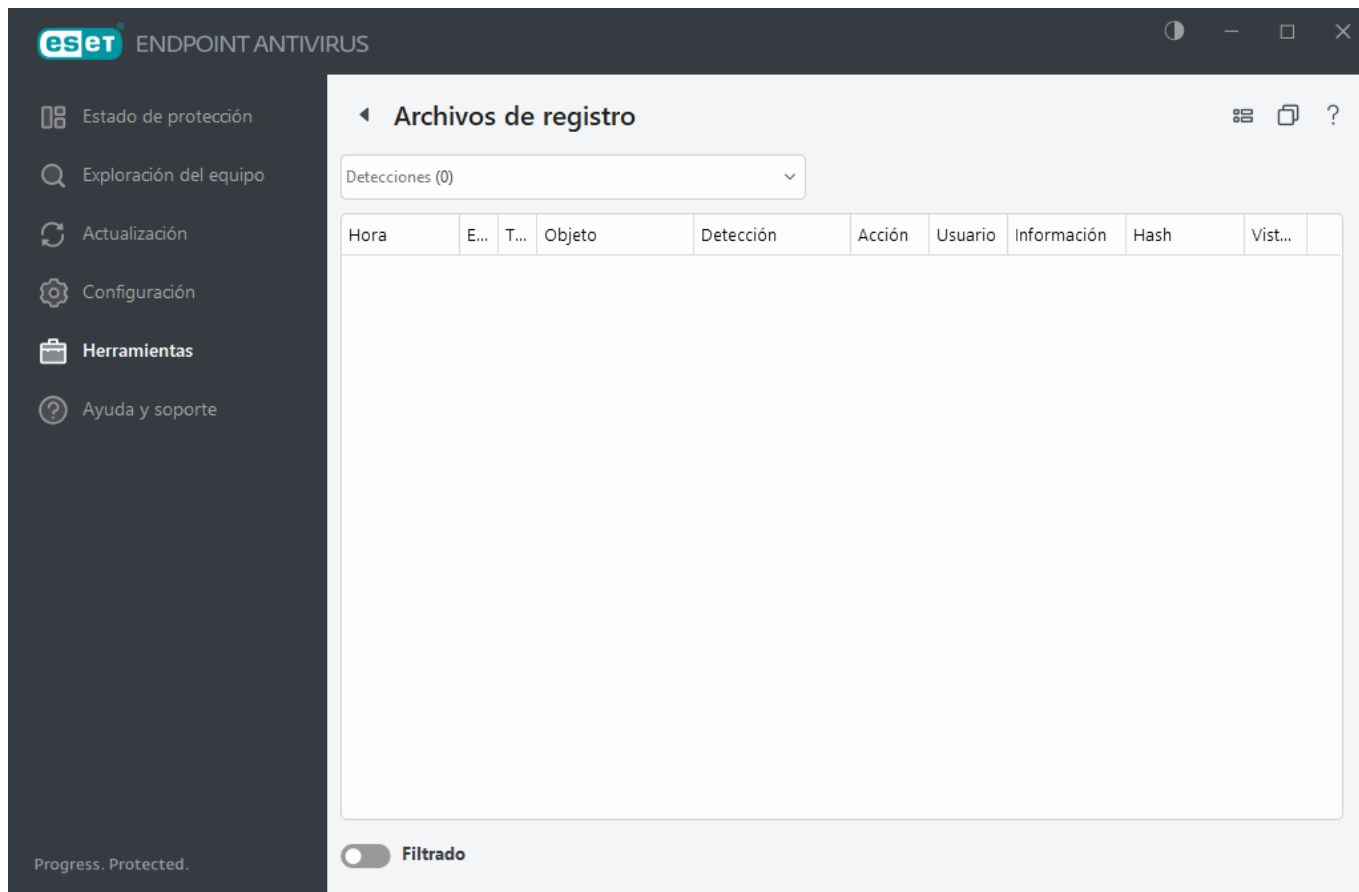 eset ENDPOINT ANTIVIRUS
Estado de protección
Exploración del equipo
Actualización
Configuración
Herramientas
Ayuda y soporte
Progress. Protected.
Archivos de registro
?
Detecciones (0)
Hora E... T... Objeto Detección Acción Usuario Información Hash Vist...
Filtrado